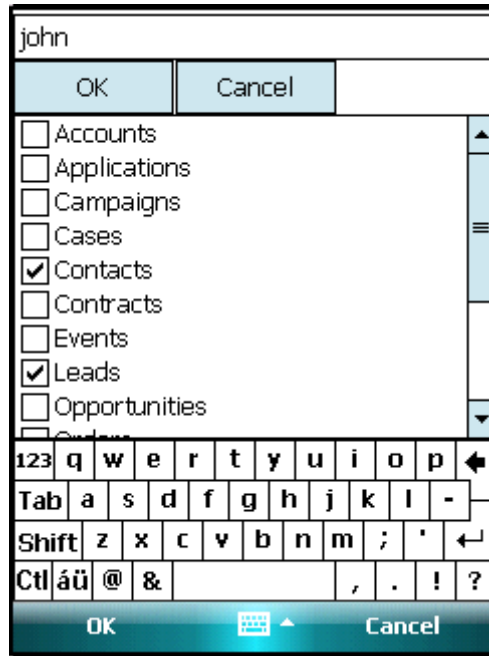 john
OK Cancel
Accounts
Applications
Campaigns
Cases
Contacts
Contracts
Events
Leads
Opportunities
123 q w e r t y u i o p
Tab a s d f g h j k l -
Shift z x c v b n m ; '
Ctl áü @ & , . ! ?
OK Cancel